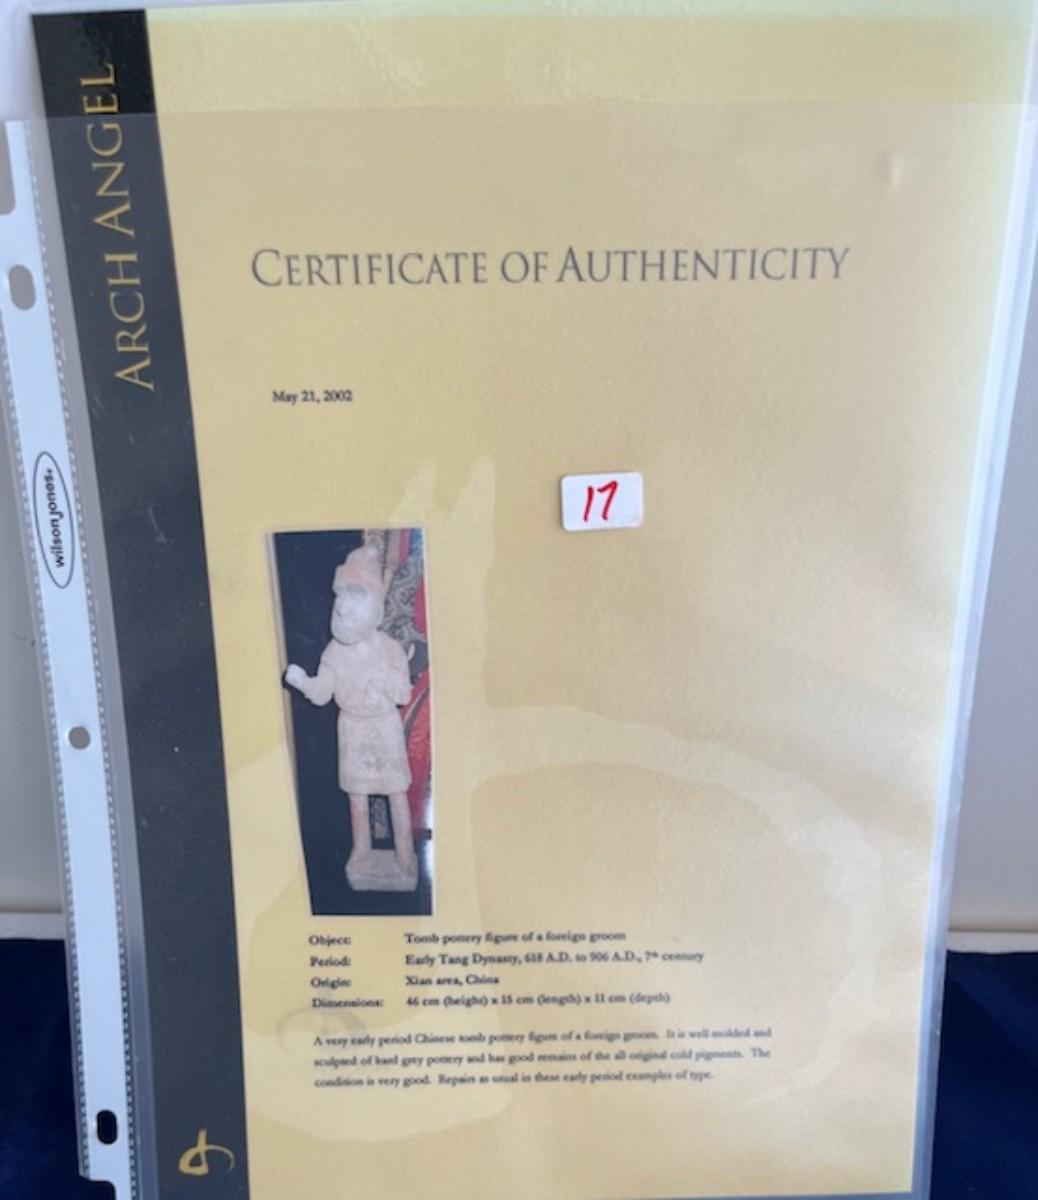 ARCH ANGEL
CERTIFICATE OF AUTHENTICITY
May 21, 2002
17
wilson jones
Object: Tomb pottery figure of a foreign groom
Period: Early Tang Dynasty, 618 A.D. to 906 A.D., 7th century
Origin: Xian area, China
Dimensions: 46 cm (height) x 15 cm (length) x 11 cm (depth)
A very early period Chinese tomb pottery figure of a foreign groom. It is well molded and
sculpted of hard grey pottery and has good remains of the all original cold pigments. The
condition is very good. Repairs as usual in these early period examples of type.